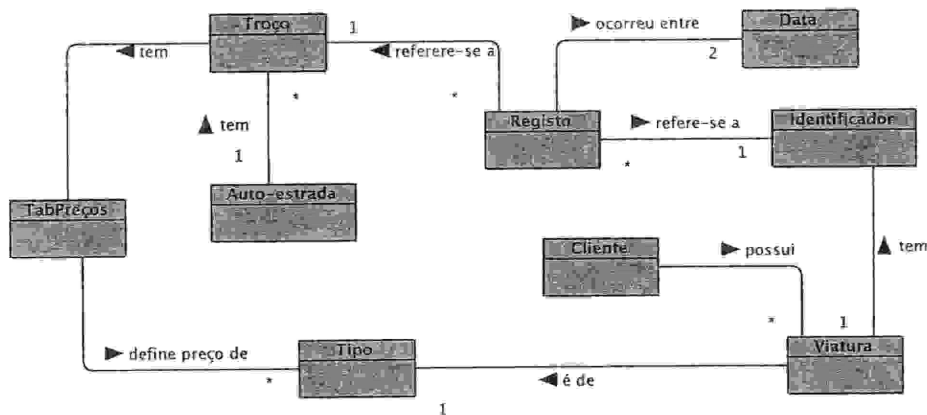 Troço
1
◀ tem
◀ referere-se a
*
*
▶ ocorreu entre
2
Data
Registo
▶ refere-se a
*
1
Identificador
▲ tem
1
Auto-estrada
TabPreços
Cliente
▶ possui
*
▲ tem
1
Viatura
▶ define preço de
*
Tipo
◀ é de
1